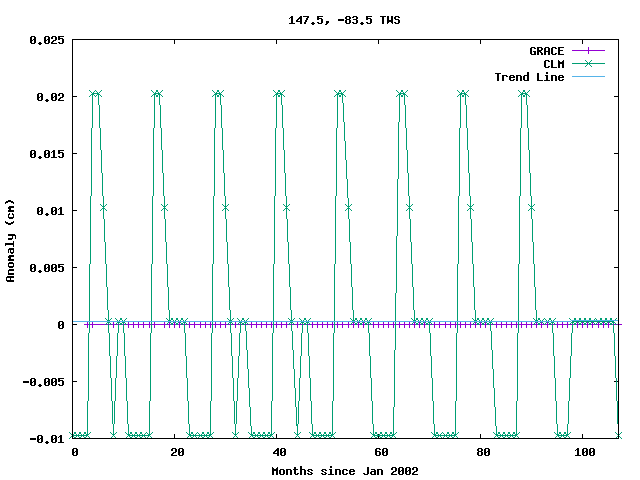 147.5, -83.5 TWS
GRACE
CLM
Trend Line
0.025
0.02
0.015
0.01
0.005
0
-0.005
-0.01
Anomaly (cm)
0 20 40 60 80 100
Months since Jan 2002